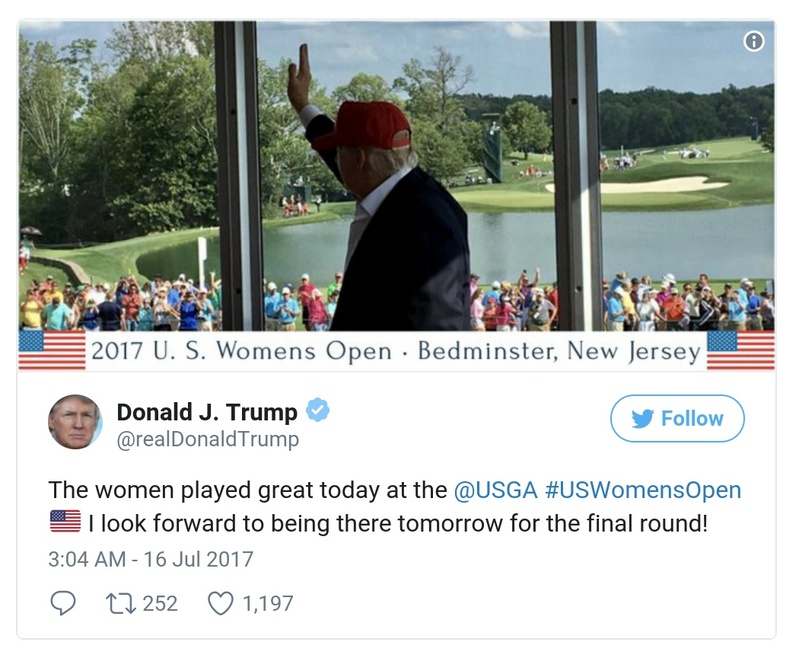 2017 U. S. Womens Open · Bedminster, New Jersey
Donald J. Trump
@realDonaldTrump
Follow
The women played great today at the @USGA #USWomensOpen
🇺🇸 I look forward to being there tomorrow for the final round!
3:04 AM - 16 Jul 2017
252 1,197